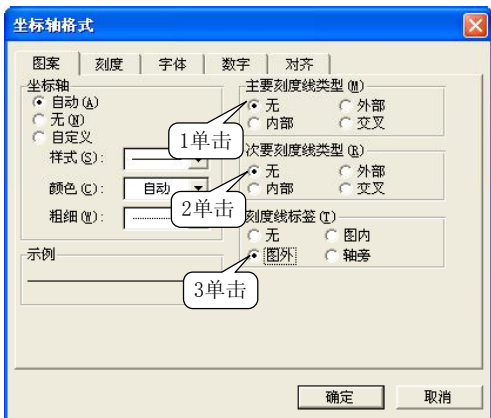 坐标轴格式
图案 刻度 字体 数字 对齐
坐标轴
自动(A)
无(N)
自定义
样式(S):
颜色(C): 自动
粗细(W):
示例
主要刻度线类型(M)
无 外部
内部 交叉
1单击
次要刻度线类型(R)
无 外部
内部 交叉
2单击
刻度线标签(T)
无 图内
图外 轴旁
3单击
确定 取消